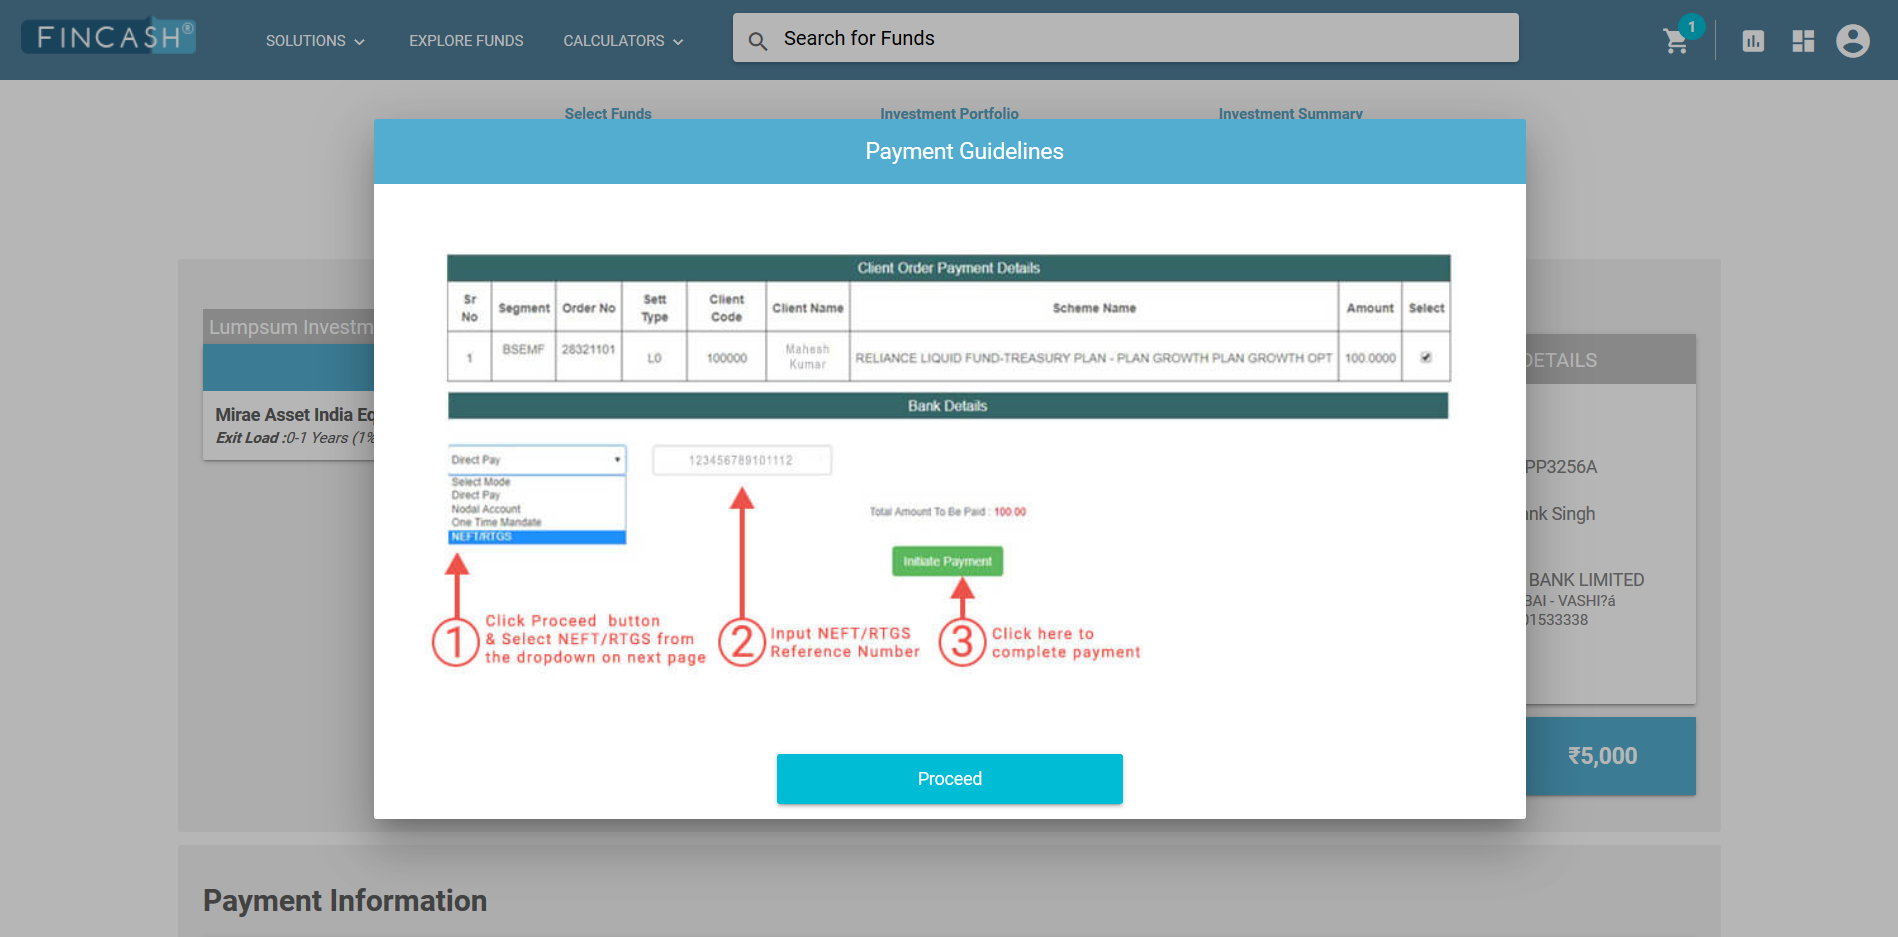 FINCASH®
SOLUTIONS
EXPLORE FUNDS
CALCULATORS
Search for Funds
1
Select Funds
Investment Portfolio
Investment Summary
Payment Guidelines
Client Order Payment Details
Sr No Segment Order No Sett Type Client Code Client Name Scheme Name Amount Select
1 BSEMF 28321101 L0 100000 Mahesh Kumar RELIANCE LIQUID FUND-TREASURY PLAN - PLAN GROWTH PLAN GROWTH OPT 100.0000
Bank Details
Direct Pay
123456789101112
Select Mode
Direct Pay
Nodal Account
One Time Mandate
NEFT/RTGS
Total Amount To Be Paid : 100.00
Initiate Payment
1 Click Proceed button
& Select NEFT/RTGS from
the dropdown on next page
2 Input NEFT/RTGS
Reference Number
3 Click here to
complete payment
Proceed
Lumpsum Investm
Mirae Asset India Eq
Exit Load :0-1 Years (1%
DETAILS
PP3256A
nk Singh
BANK LIMITED
BAI - VASHI?á
01533338
₹5,000
Payment Information